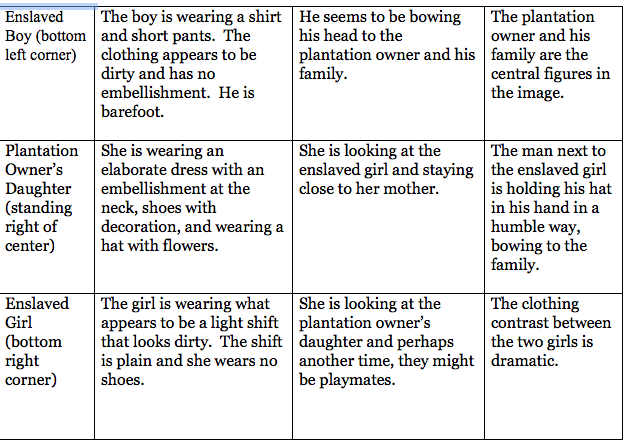 Enslaved
Boy (bottom
left corner)
The boy is wearing a shirt
and short pants.  The
clothing appears to be
dirty and has no
embellishment.  He is
barefoot.
He seems to be bowing
his head to the
plantation owner and his
family.
The plantation
owner and his
family are the
central figures in
the image.
Plantation
Owner's
Daughter
(standing
right of
center)
She is wearing an
elaborate dress with an
embellishment at the
neck, shoes with
decoration, and wearing a
hat with flowers.
She is looking at the
enslaved girl and staying
close to her mother.
The man next to
the enslaved girl
is holding his hat
in his hand in a
humble way,
bowing to the
family.
Enslaved
Girl
(bottom
right
corner)
The girl is wearing what
appears to be a light shift
that looks dirty.  The shift
is plain and she wears no
shoes.
She is looking at the
plantation owner's
daughter and perhaps
another time, they might
be playmates.
The clothing
contrast between
the two girls is
dramatic.